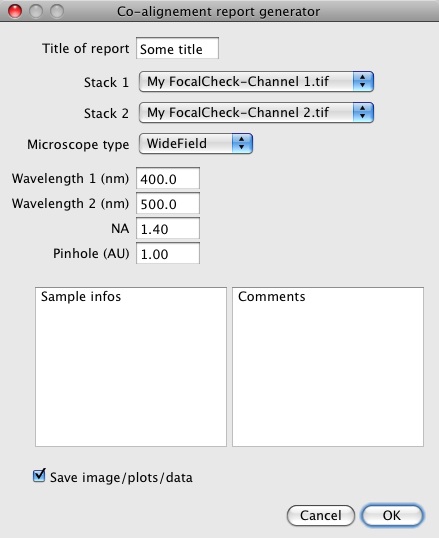 Co-alignement report generator
Title of report Some title
Stack 1 My FocalCheck-Channel 1.tif
Stack 2 My FocalCheck-Channel 2.tif
Microscope type WideField
Wavelength 1 (nm) 400.0
Wavelength 2 (nm) 500.0
NA 1.40
Pinhole (AU) 1.00
Sample infos Comments
Save image/plots/data
Cancel OK